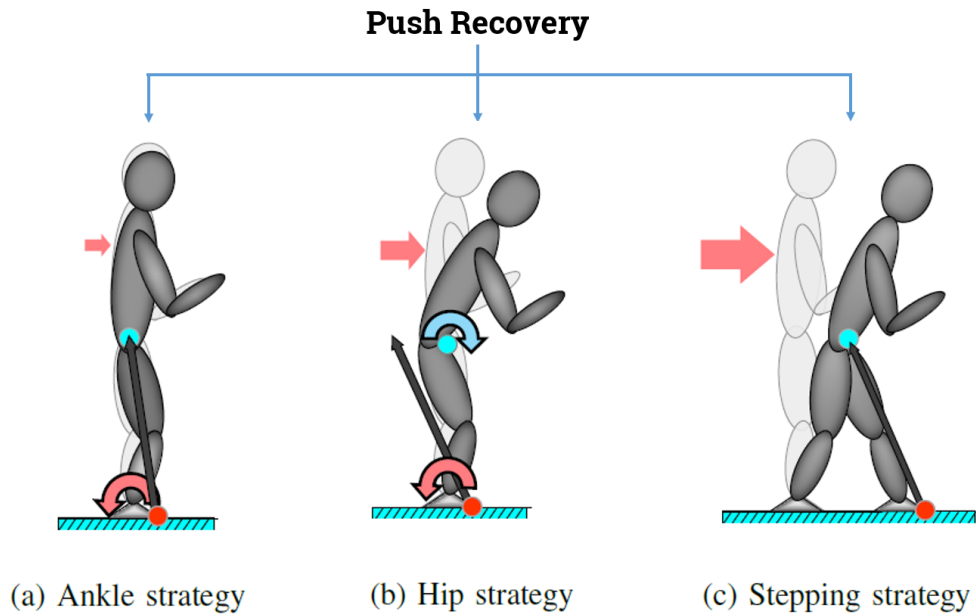 Push Recovery
(a) Ankle strategy
(b) Hip strategy
(c) Stepping strategy